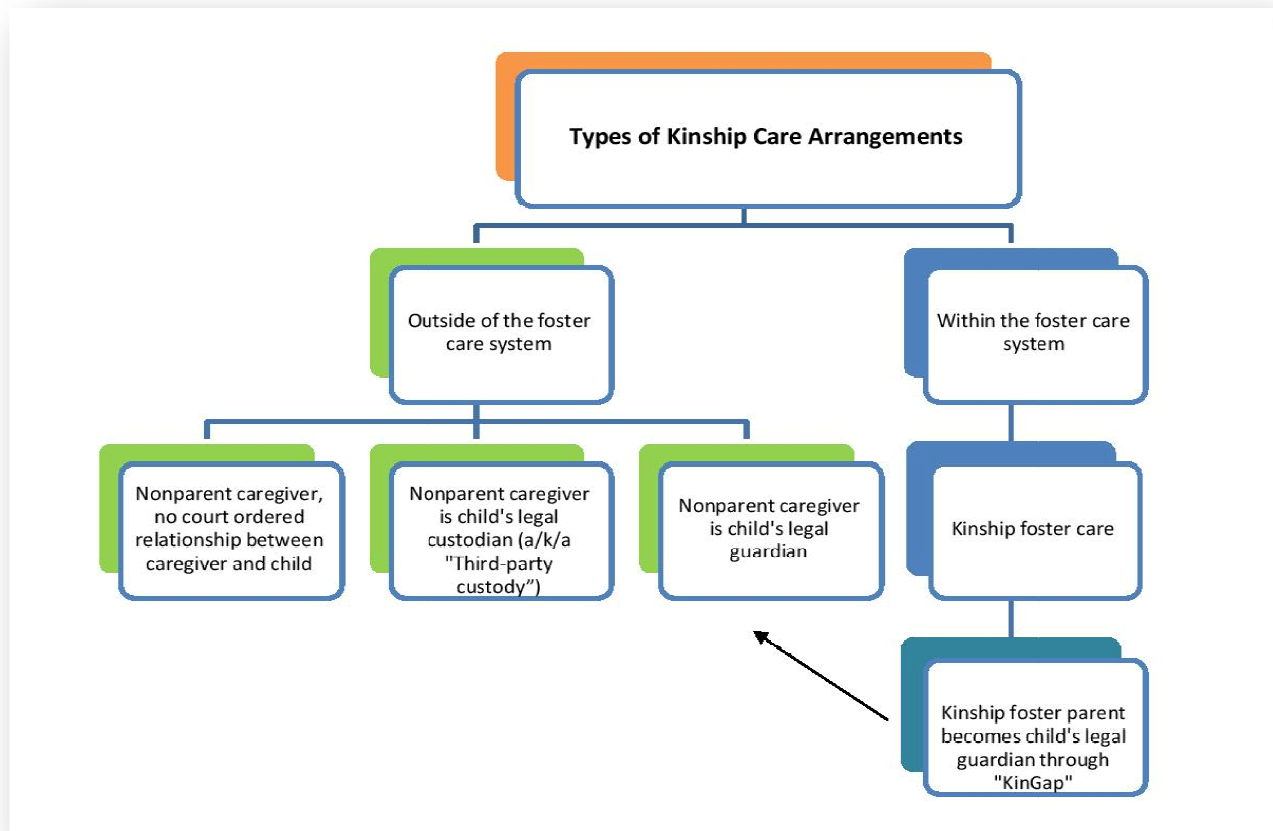 Types of Kinship Care Arrangements
Outside of the foster
care system
Within the foster care
system
Nonparent caregiver,
no court ordered
relationship between
caregiver and child
Nonparent caregiver
is child's legal
custodian (a/k/a
"Third-party
custody”)
Nonparent caregiver
is child's legal
guardian
Kinship foster care
Kinship foster parent
becomes child's legal
guardian through
"KinGap"